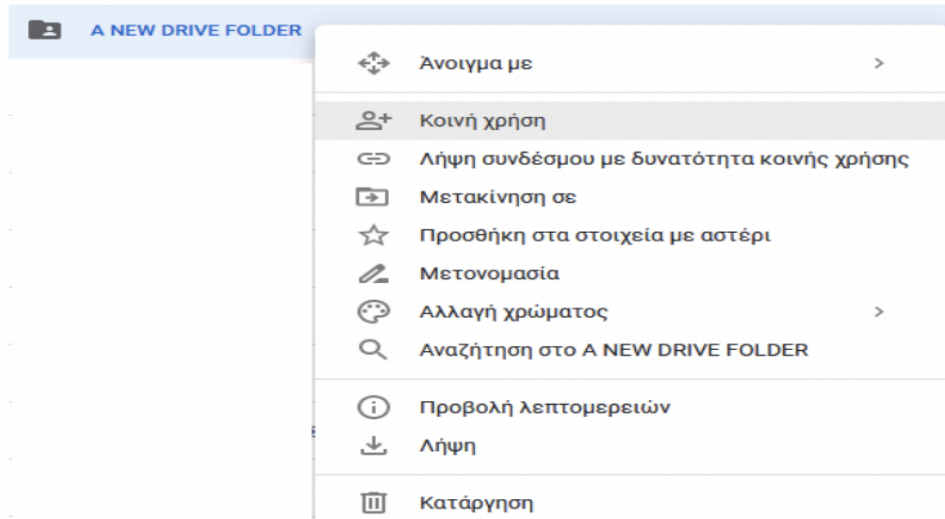 A NEW DRIVE FOLDER
Άνοιγμα με
Κοινή χρήση
Λήψη συνδέσμου με δυνατότητα κοινής χρήσης
Μετακίνηση σε
Προσθήκη στα στοιχεία με αστέρι
Μετονομασία
Αλλαγή χρώματος
Αναζήτηση στο A NEW DRIVE FOLDER
Προβολή λεπτομερειών
Λήψη
Κατάργηση